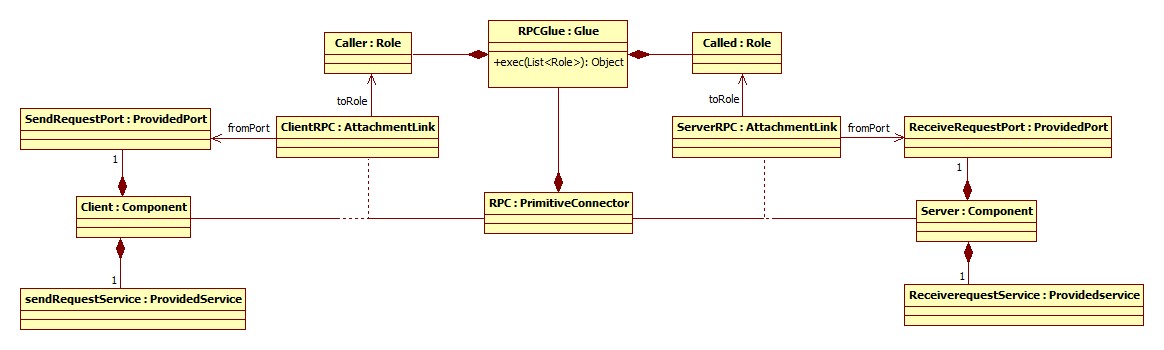 RPCGlue : Glue
+exec(List<Role>): Object
Caller : Role
Called : Role
toRole
toRole
SendRequestPort : ProvidedPort
fromPort
ClientRPC : AttachmentLink
ServerRPC : AttachmentLink
fromPort
ReceiveRequestPort : ProvidedPort
1
1
Client : Component
RPC : PrimitiveConnector
Server : Component
1
1
sendRequestService : ProvidedService
ReceiverequestService : Providedservice